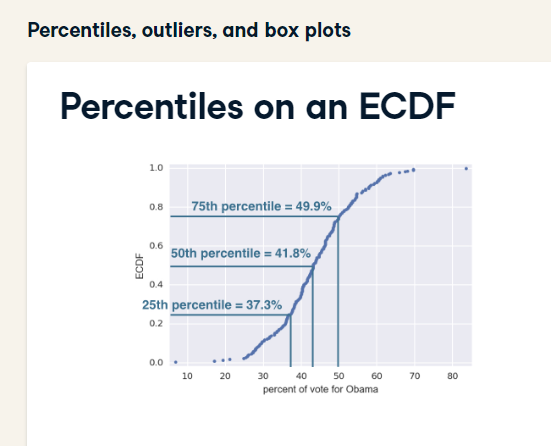 Percentiles, outliers, and box plots
Percentiles on an ECDF
1.0
75th percentile = 49.9%
0.8
50th percentile = 41.8%
0.6
ECDF
0.4
25th percentile = 37.3%
0.2
0.0
10 20 30 40 50 60 70 80
percent of vote for Obama